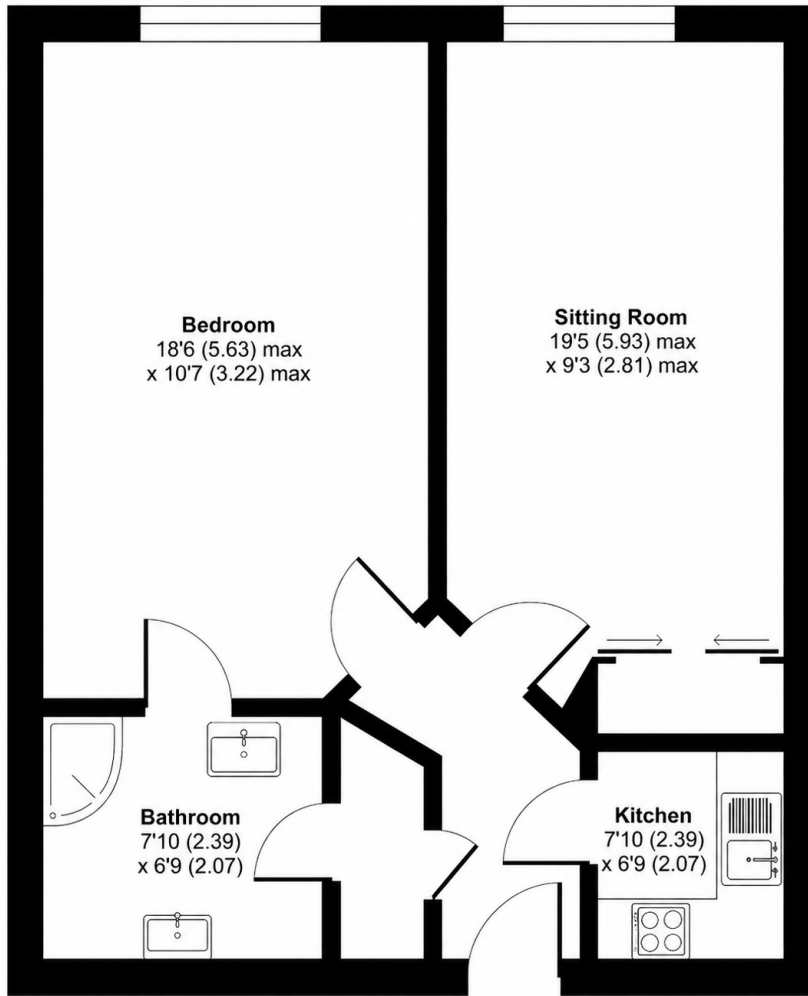 Bedroom
18'6 (5.63) max
x 10'7 (3.22) max
Sitting Room
19'5 (5.93) max
x 9'3 (2.81) max
Bathroom
7'10 (2.39)
x 6'9 (2.07)
Kitchen
7'10 (2.39)
x 6'9 (2.07)